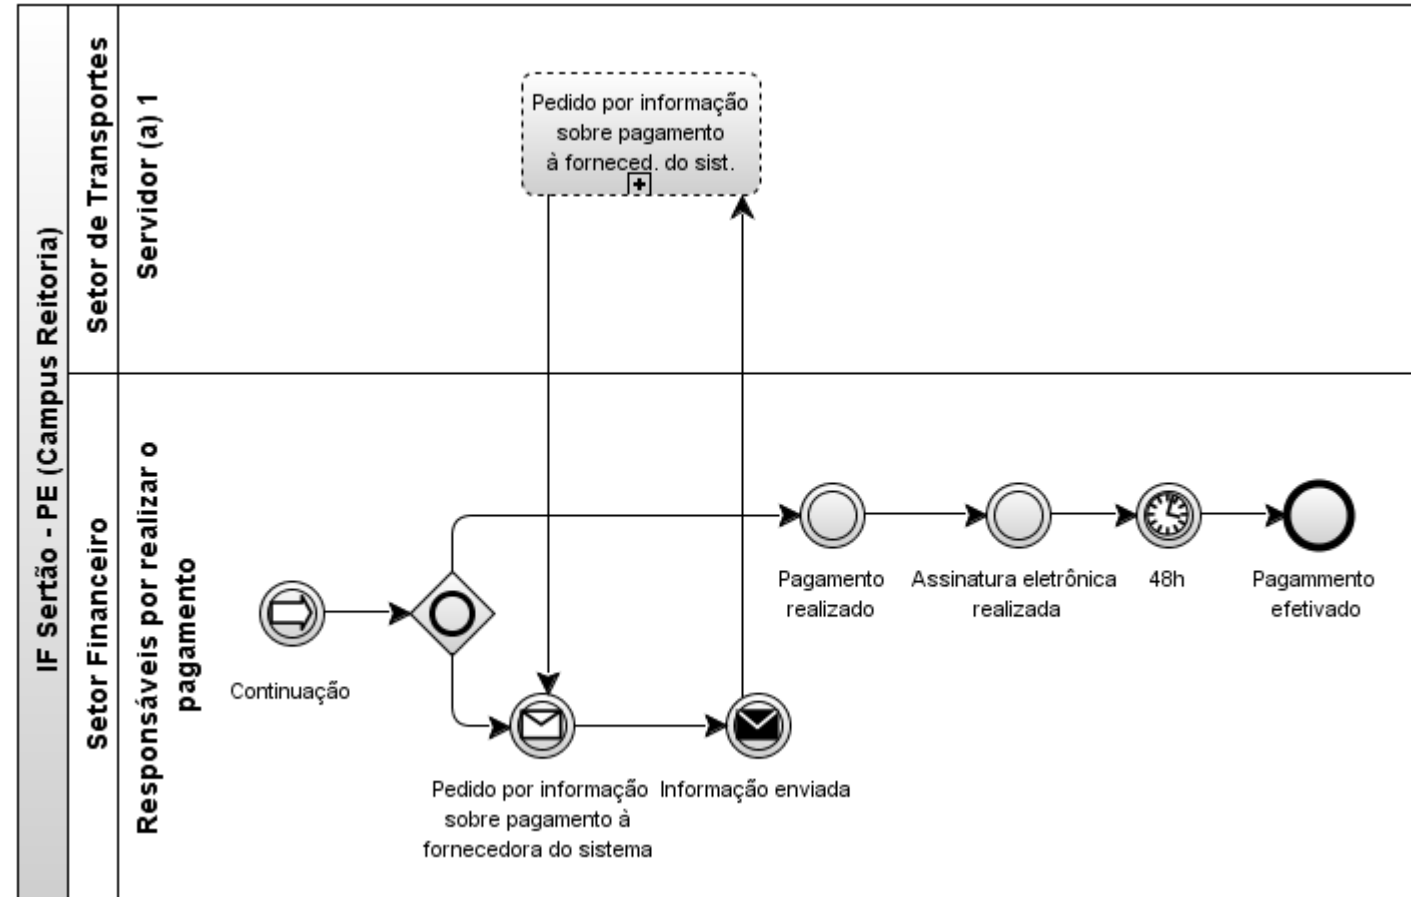 IF Sertão - PE (Campus Reitoria)
Setor de Transportes
Servidor (a) 1
Pedido por informação
sobre pagamento
à forneced. do sist.
Setor Financeiro
Responsáveis por realizar o
pagamento
Continuação
Pagamento
realizado
Assinatura eletrônica
realizada
48h
Pagammento
efetivado
Pedido por informação
sobre pagamento à
fornecedora do sistema
Informação enviada